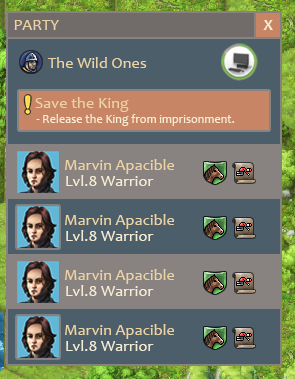 PARTY
X
The Wild Ones
Save the King
- Release the King from imprisonment.
Marvin Apacible
Lvl.8 Warrior
Marvin Apacible
Lvl.8 Warrior
Marvin Apacible
Lvl.8 Warrior
Marvin Apacible
Lvl.8 Warrior